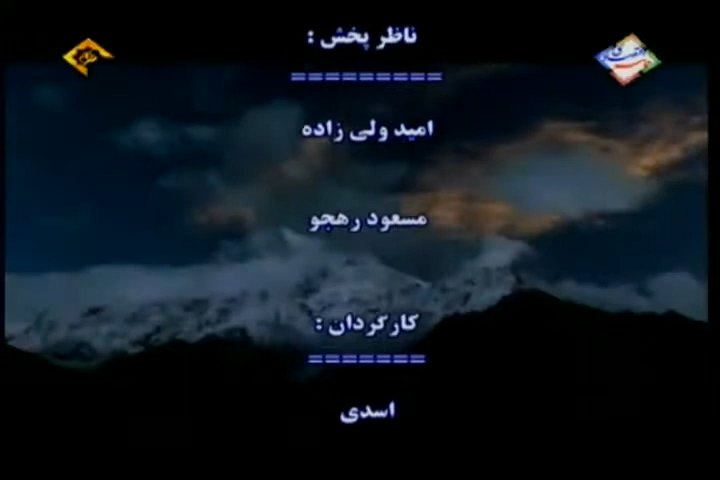 ناظر پخش :
=========
امید ولی زاده
مسعود رهجو
کارگردان :
=======
اسدی